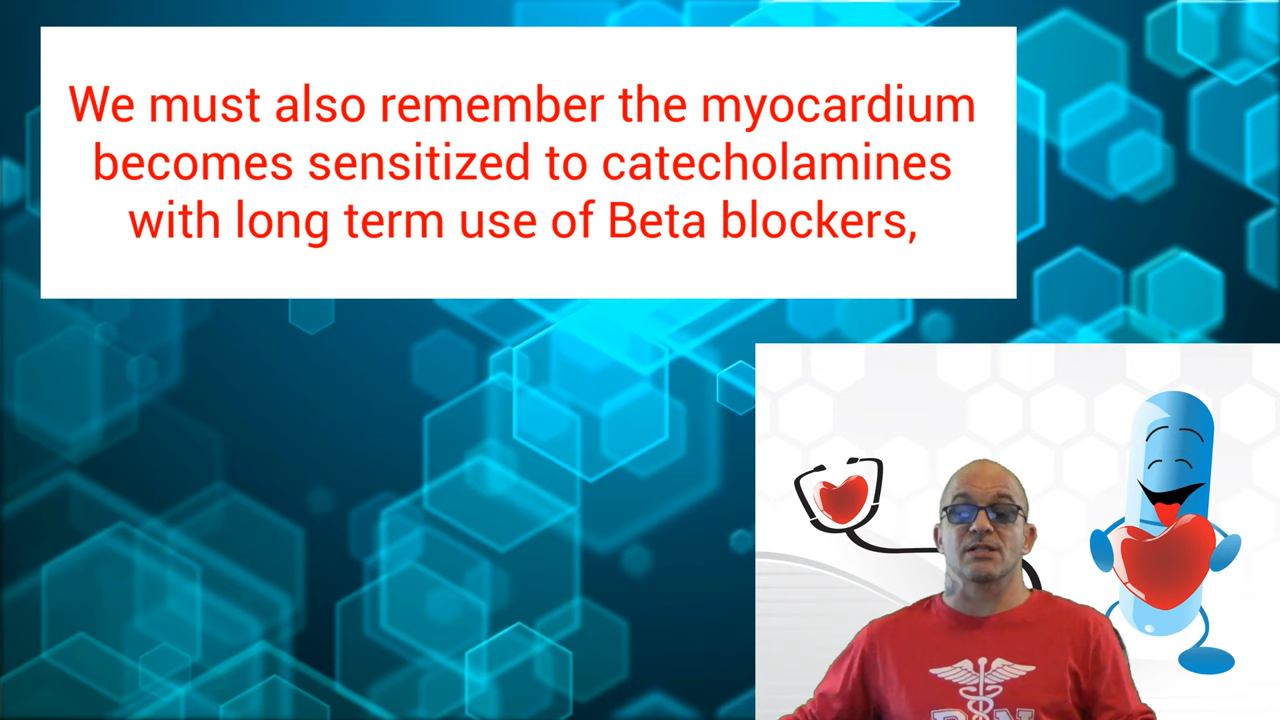 We must also remember the myocardium
becomes sensitized to catecholamines
with long term use of Beta blockers,